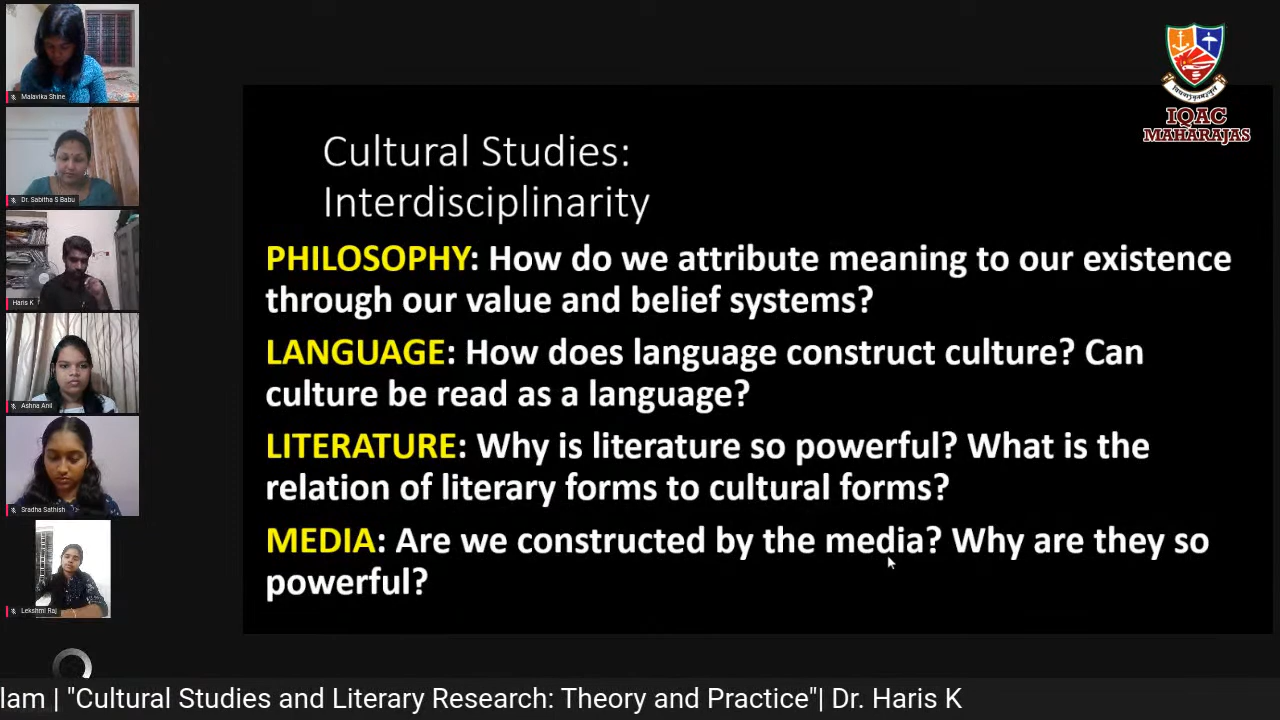 Malavika Shine
Dr. Sabitha S Babu
Haris K
Ashna Anil
Sradha Sathish
Lekshmi Raj
IQAC
MAHARAJAS
Cultural Studies:
Interdisciplinarity
PHILOSOPHY: How do we attribute meaning to our existence
through our value and belief systems?
LANGUAGE: How does language construct culture? Can
culture be read as a language?
LITERATURE: Why is literature so powerful? What is the
relation of literary forms to cultural forms?
MEDIA: Are we constructed by the media? Why are they so
powerful?
lam | "Cultural Studies and Literary Research: Theory and Practice"| Dr. Haris K